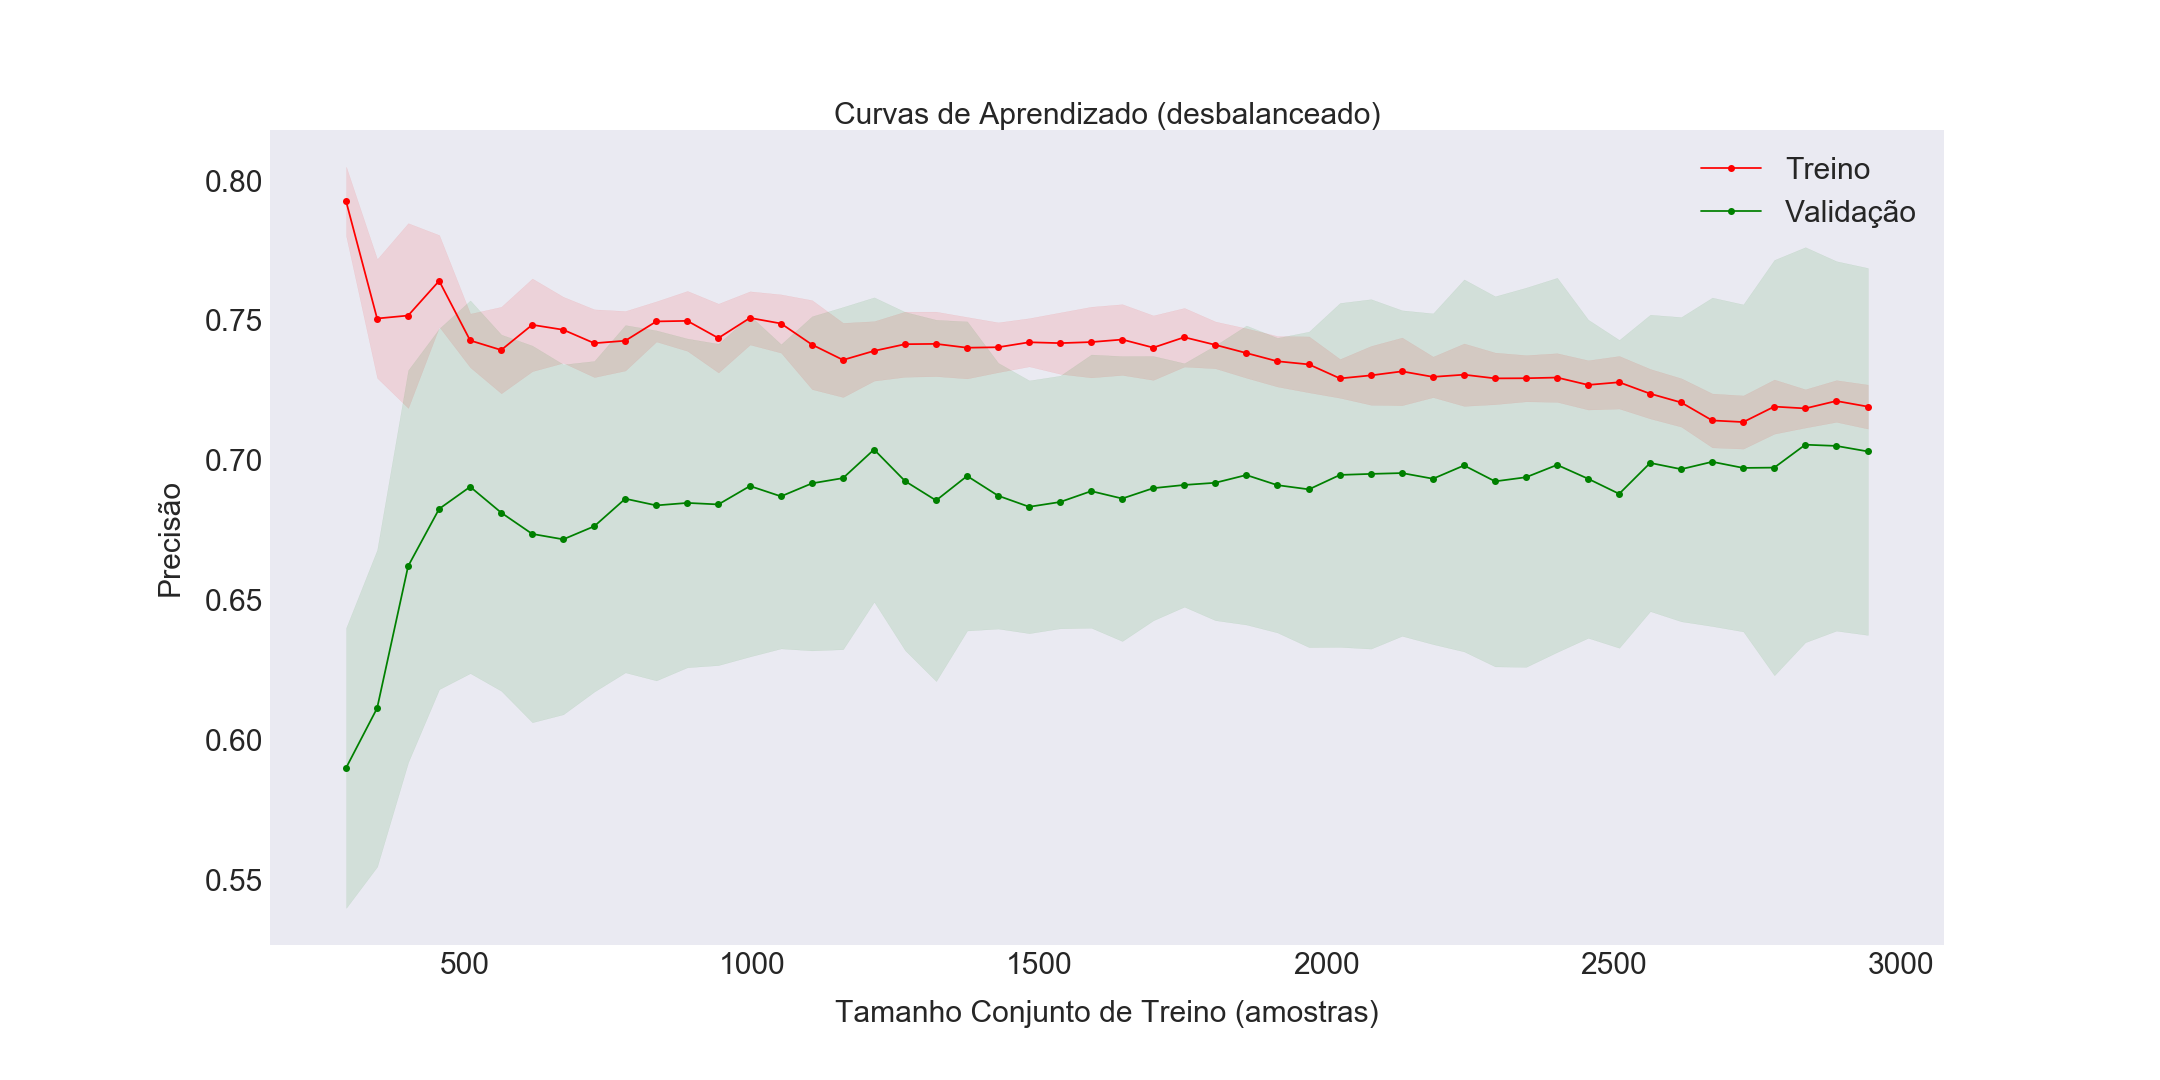 Curvas de Aprendizado (desbalanceado)
Treino
Validação
0.80
0.75
0.70
0.65
0.60
0.55
Precisão
500 1000 1500 2000 2500 3000
Tamanho Conjunto de Treino (amostras)